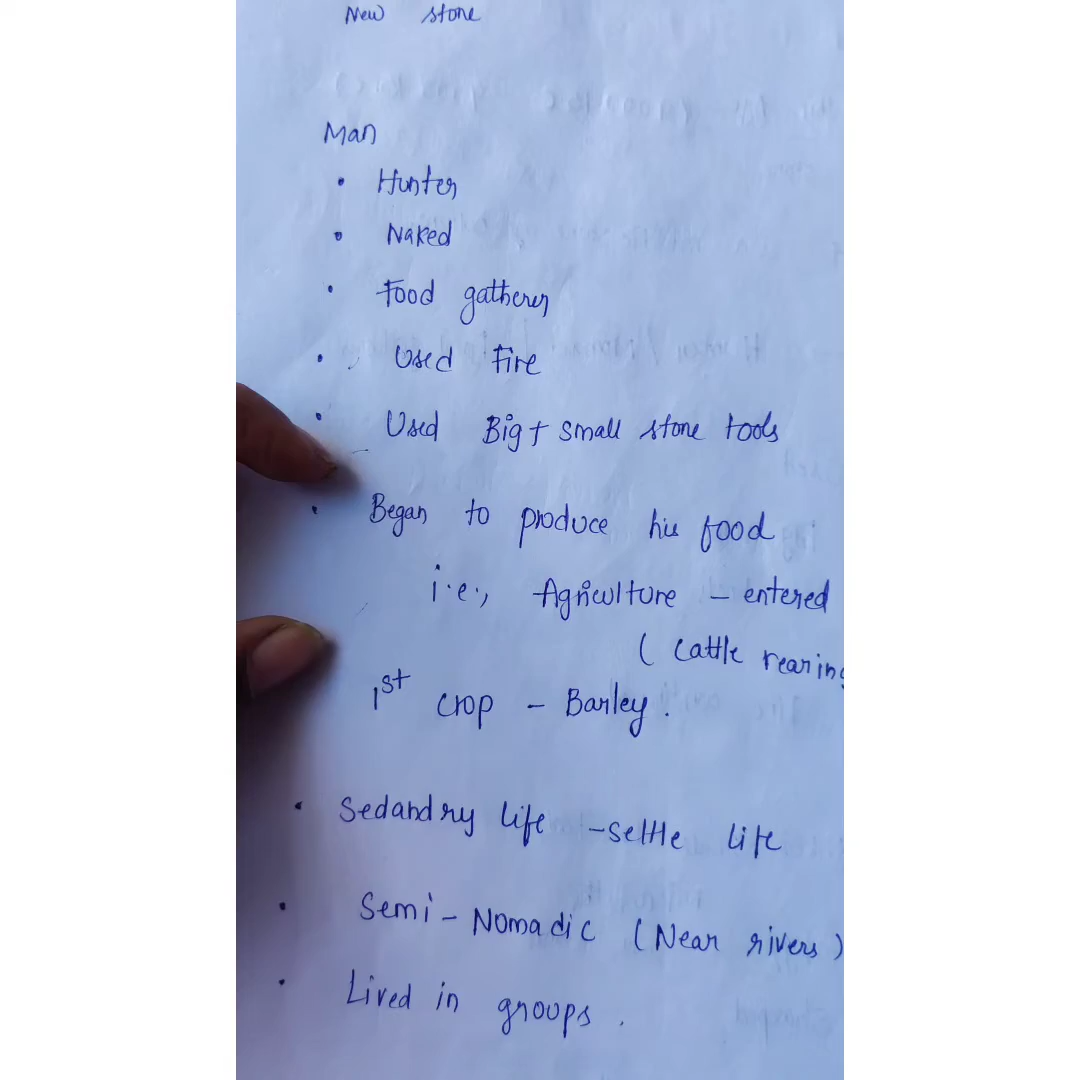 New stone
Man
• Hunter
• Naked
• Food gatherer
• Used Fire
• Used Big + small stone tools
• Began to produce his food
i.e., Agriculture – entered
( cattle rearing
1st crop – Barley.
• Sedandry life – settle life
• Semi – Nomadic (Near rivers)
• Lived in groups.